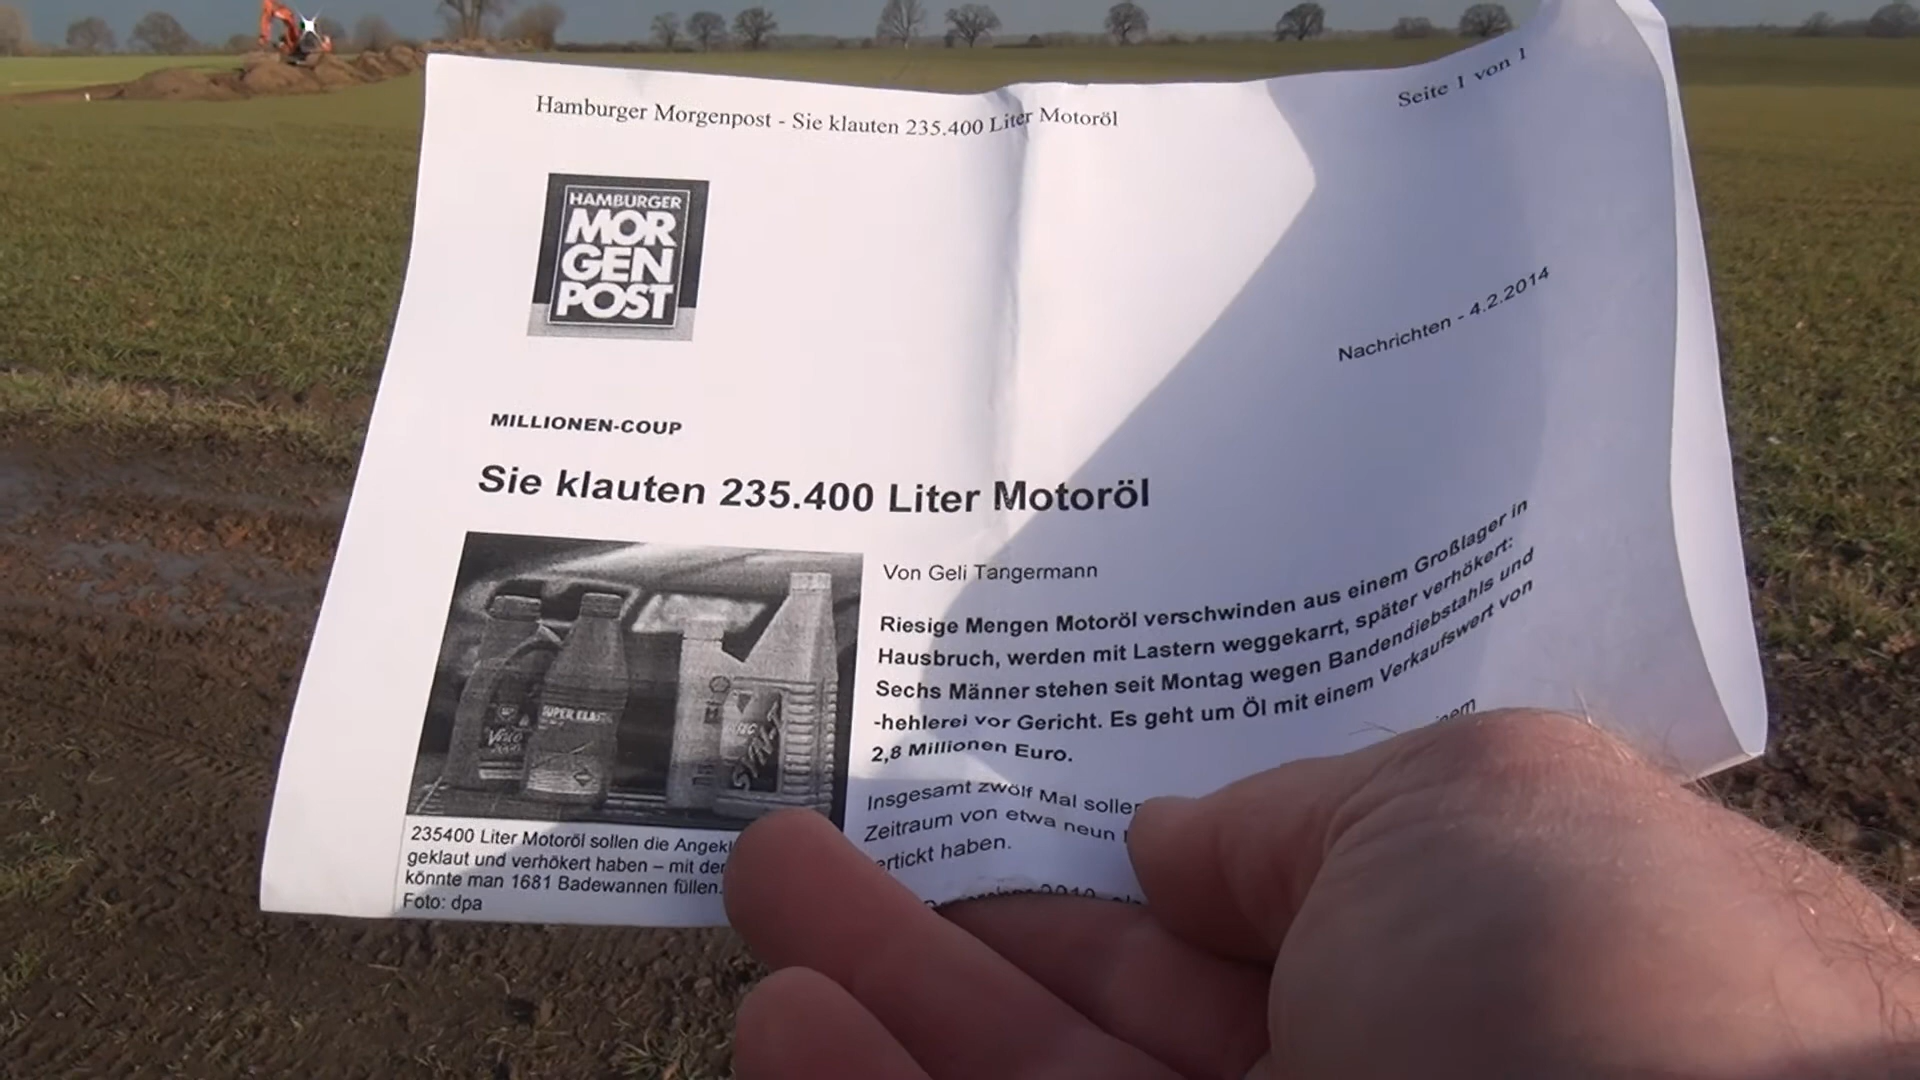 Hamburger Morgenpost - Sie klauten 235.400 Liter Motoröl
Seite 1 von 1
HAMBURGER
MOR
GEN
POST
Nachrichten - 4.2.2014
MILLIONEN-COUP
Sie klauten 235.400 Liter Motoröl
Von Geli Tangermann
Riesige Mengen Motoröl verschwinden aus einem Großlager in
Hausbruch, werden mit Lastern weggekarrt, später verhökert:
Sechs Männer stehen seit Montag wegen Bandendiebstahls und
-hehlerei vor Gericht. Es geht um Öl mit einem Verkaufswert von
2,8 Millionen Euro.
Insgesamt zwölf Mal
Zeitraum von etwa neun
haben.
SUPER
235400 Liter Motoröl sollen die
geklaut und verhökert haben – mit
könnte man 1681 Badewannen füllen.
Foto: dpa